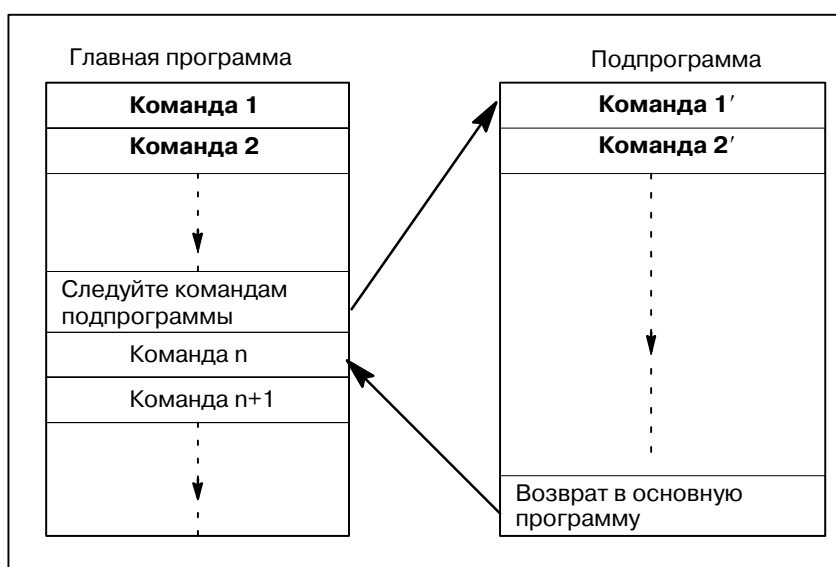 Главная программа
Команда 1
Команда 2
Следуйте командам
подпрограммы
Команда n
Команда n+1
Подпрограмма
Команда 1′
Команда 2′
Возврат в основную
программу